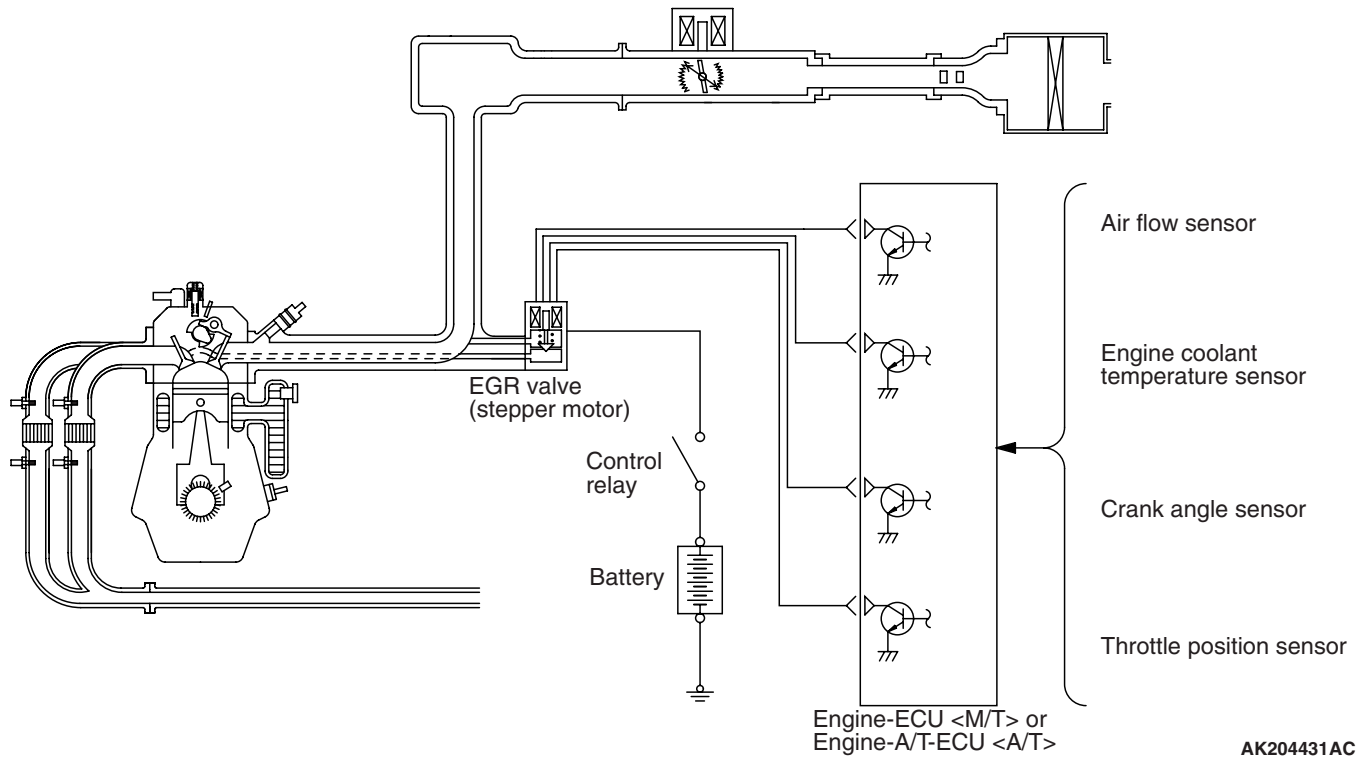 Air flow sensor
Engine coolant
temperature sensor
EGR valve
(stepper motor)
Control
relay
Crank angle sensor
Battery
Throttle position sensor
Engine-ECU <M/T> or
Engine-A/T-ECU <A/T>
AK204431AC